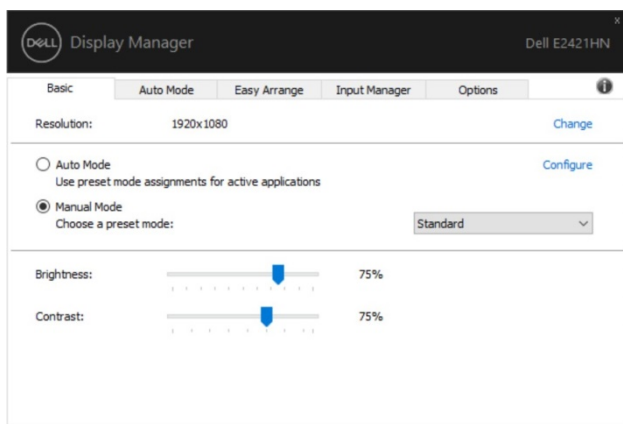 x
DELL Display Manager Dell E2421HN
Basic Auto Mode Easy Arrange Input Manager Options
Resolution: 1920x1080 Change
Auto Mode Configure
Use preset mode assignments for active applications
Manual Mode
Choose a preset mode: Standard
Brightness: 75%
Contrast: 75%